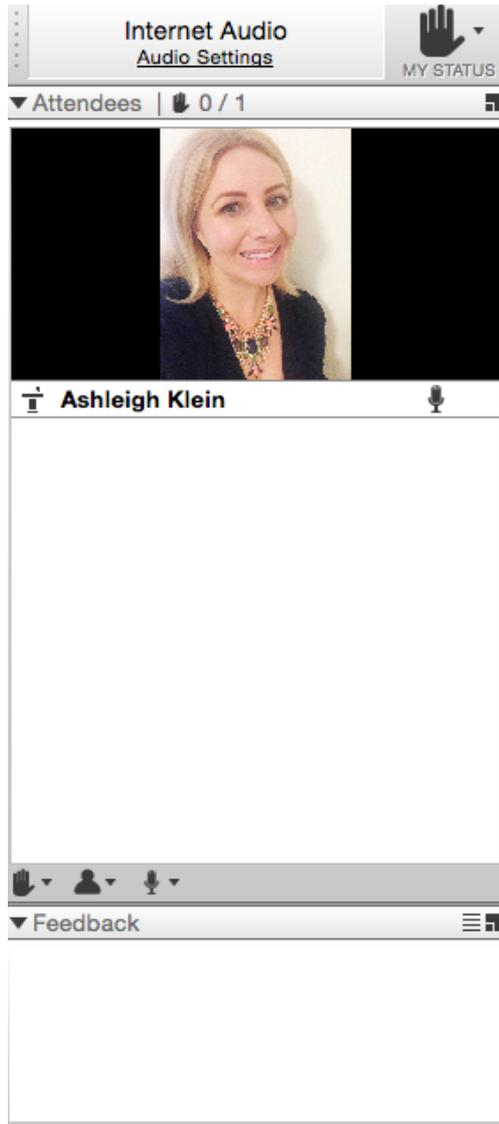 Internet Audio
Audio Settings
MY STATUS
Attendees | 0 / 1
Ashleigh Klein
Feedback